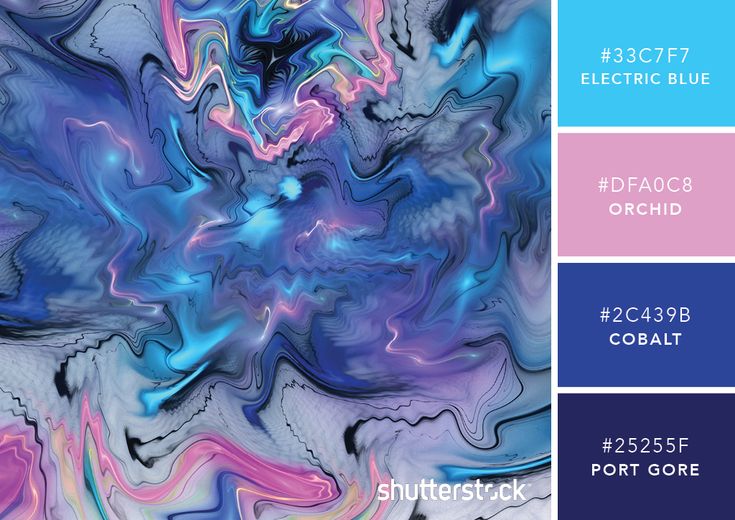 #33C7F7
ELECTRIC BLUE
#DFA0C8
ORCHID
#2C439B
COBALT
#25255F
PORT GORE
shutterstock